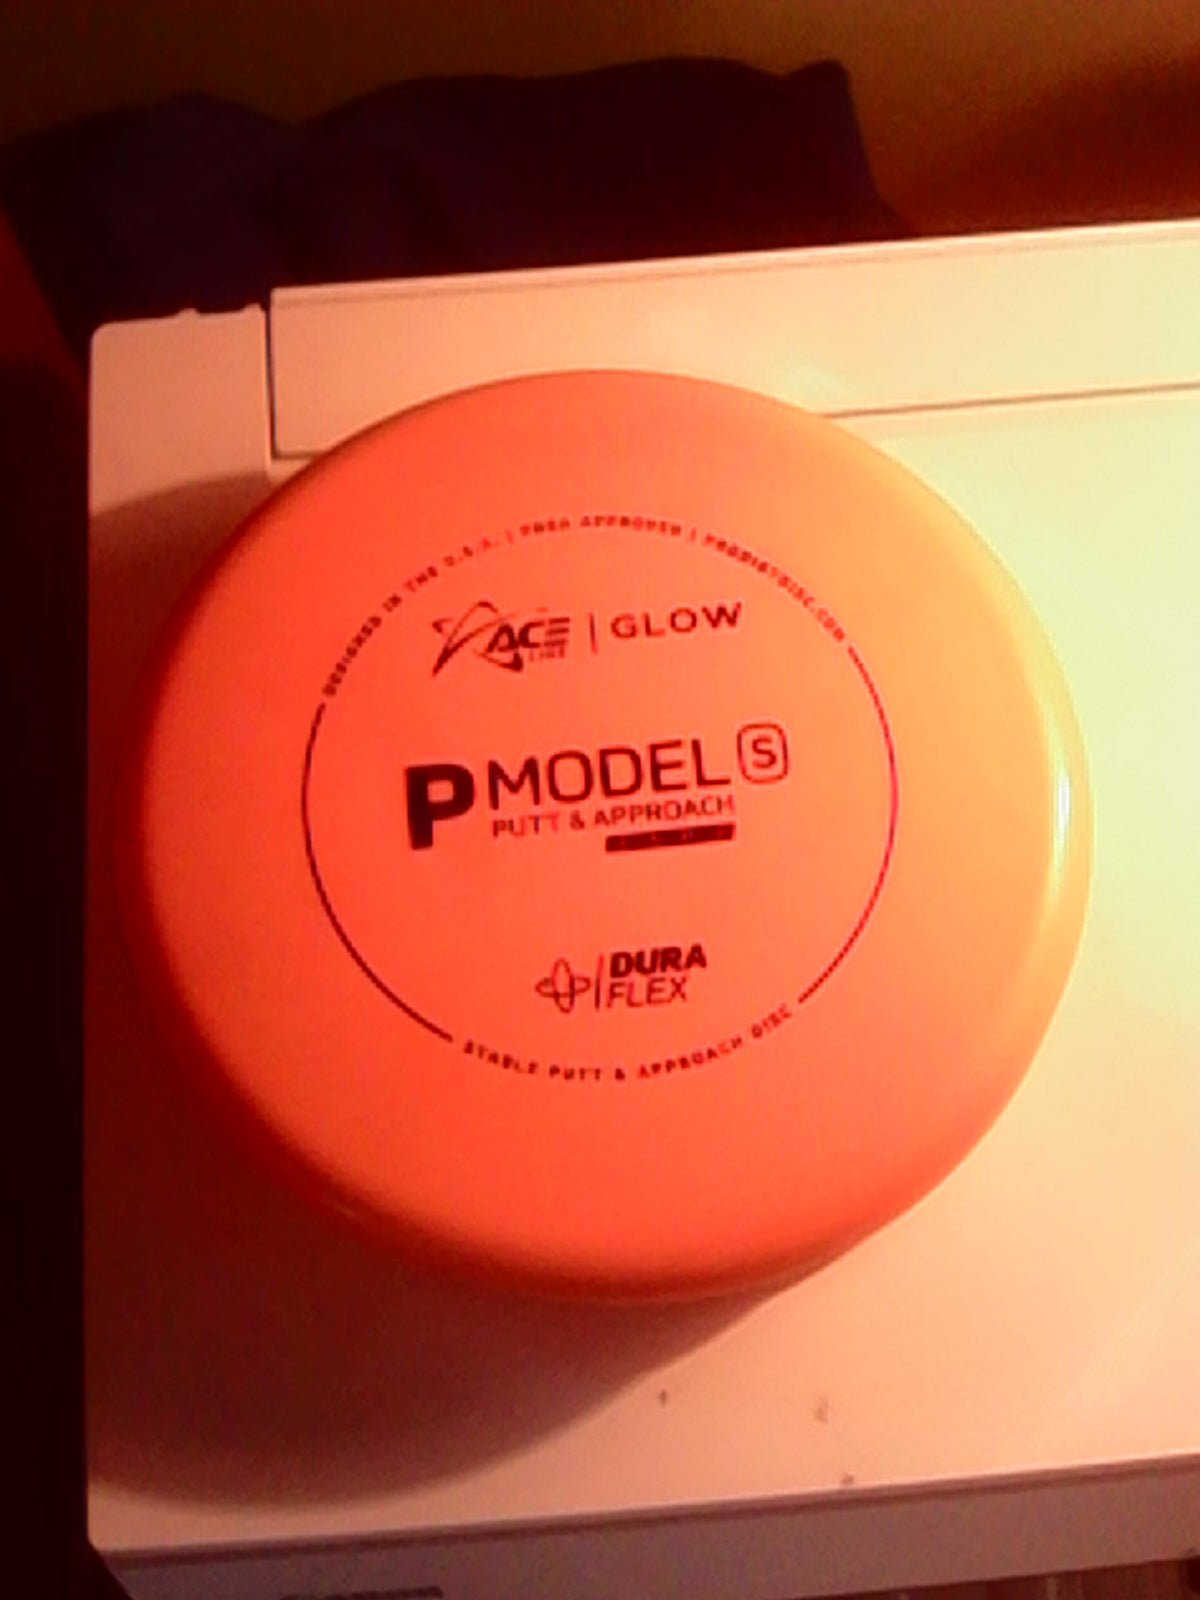 DESIGNED IN THE U.S.A. | PDGA APPROVED | PRODIGYDISC.COM
ACE LINE | GLOW
P MODEL S
PUTT & APPROACH
DURA
FLEX
STABLE PUTT & APPROACH DISC